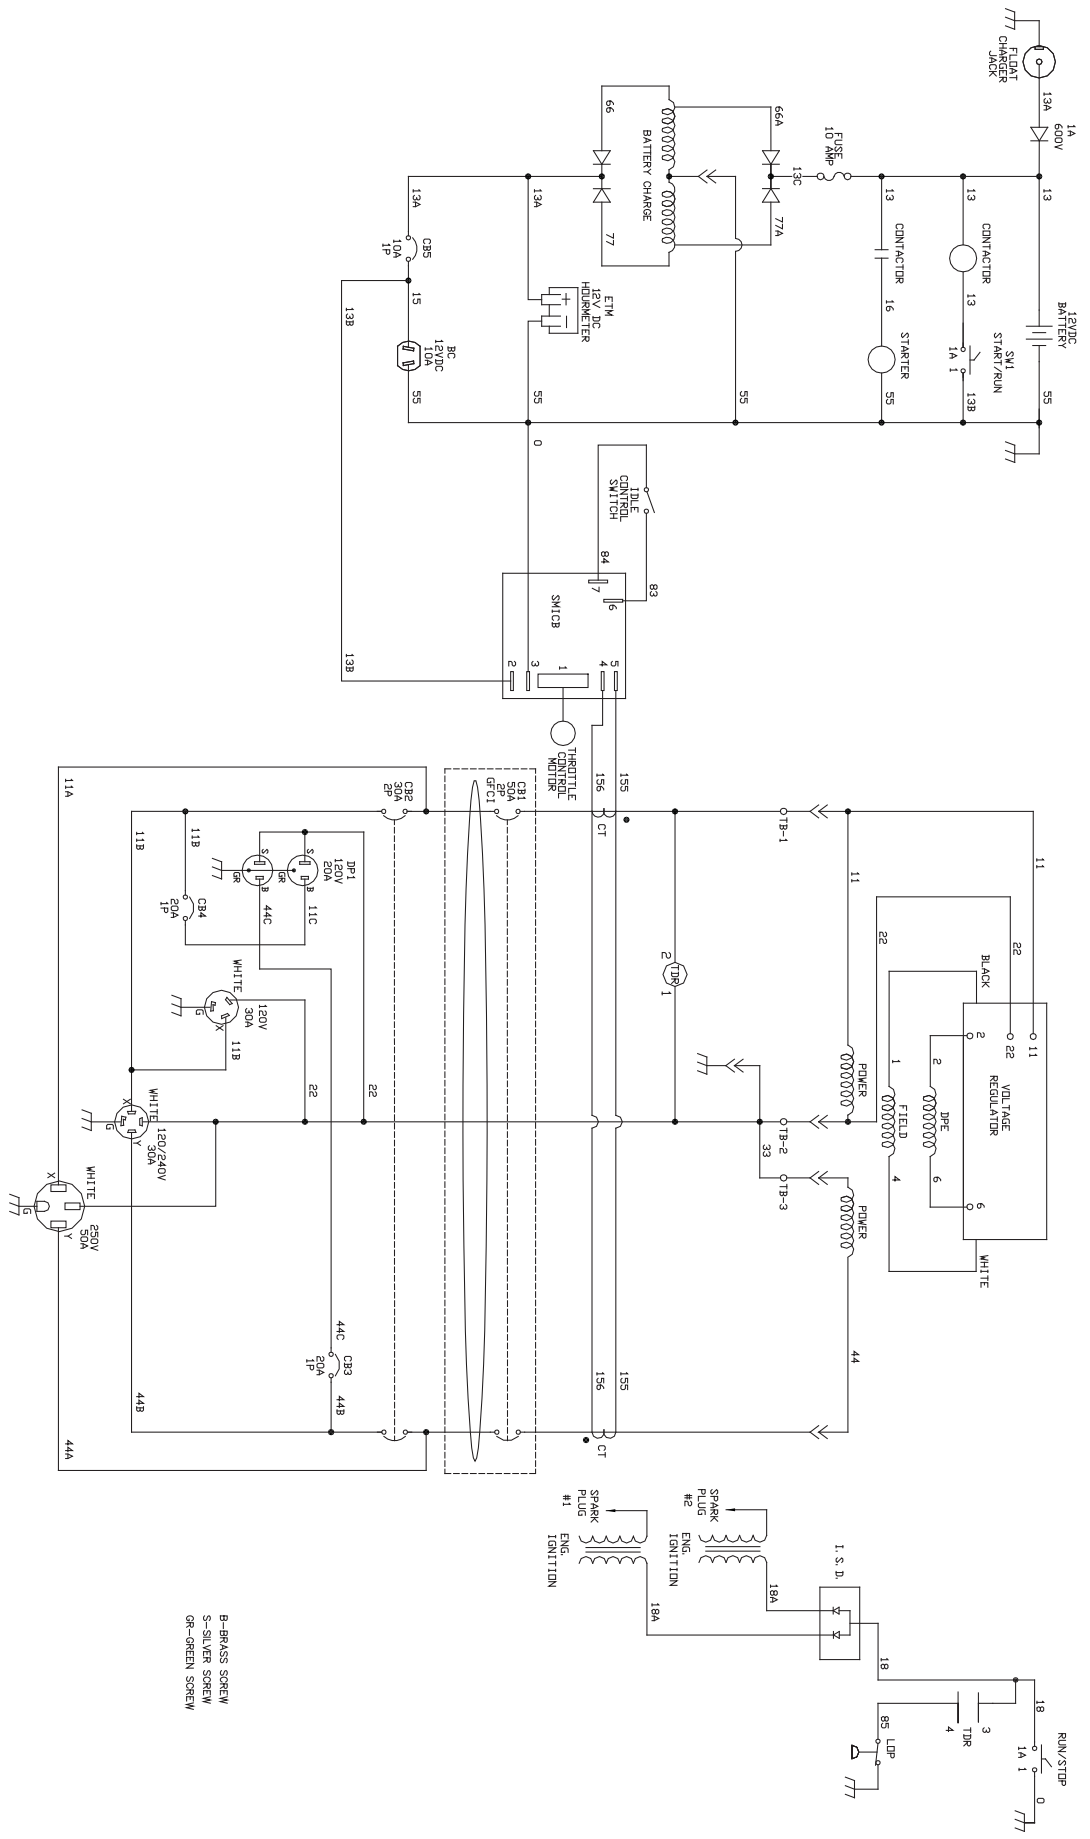 FLOAT
CHARGER
JACK
13A
1A
600V
13
12VDC
BATTERY
55
13
CONTACTOR
13
SW1
START/RUN
1A 1
13B
13
CONTACTOR
16
STARTER
55
FUSE
10 AMP
13C
66A
77A
BATTERY CHARGE
66
77
55
13A
ETM
12V DC
HOURMETER
+
−
55
0
13A
CB5
10A
1P
15
13B
BC
12VDC
10A
55
IDLE
CONTROL
SWITCH
84
83
7
6
SMICB
2
3
1
4
5
13B
THROTTLE
CONTROL
MOTOR
156
155
CT
TB-1
11
11
22
22
BLACK
11
22
2
6
VOLTAGE
REGULATOR
2
DPE
6
1
FIELD
4
WHITE
POWER
TB-2
33
TB-3
POWER
44
2
TDR
1
156
155
CT
CB1
50A
2P
GFCI
CB2
30A
2P
11A
11B
11B
CB4
20A
1P
DP1
120V
20A
S
B
GR
S
B
GR
11C
44C
WHITE
120V
30A
X
G
11B
22
22
WHITE
120/240V
30A
X
Y
G
WHITE
250V
50A
X
Y
G
44C
CB3
20A
1P
44B
44B
44A
SPARK
PLUG
#1
ENG.
IGNITION
SPARK
PLUG
#2
ENG.
IGNITION
18A
18A
I. S. D.
18
18
RUN/STOP
1A 1
0
3
TDR
4
85
LOP
B-BRASS SCREW
S-SILVER SCREW
GR-GREEN SCREW